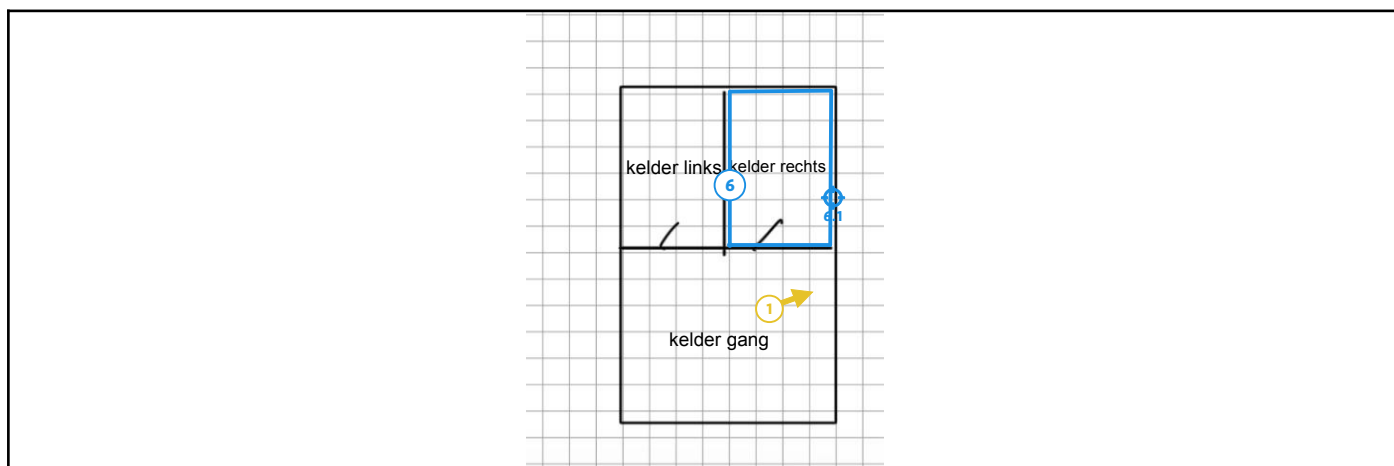 kelder links
kelder rechts
6
6.1
1
kelder gang